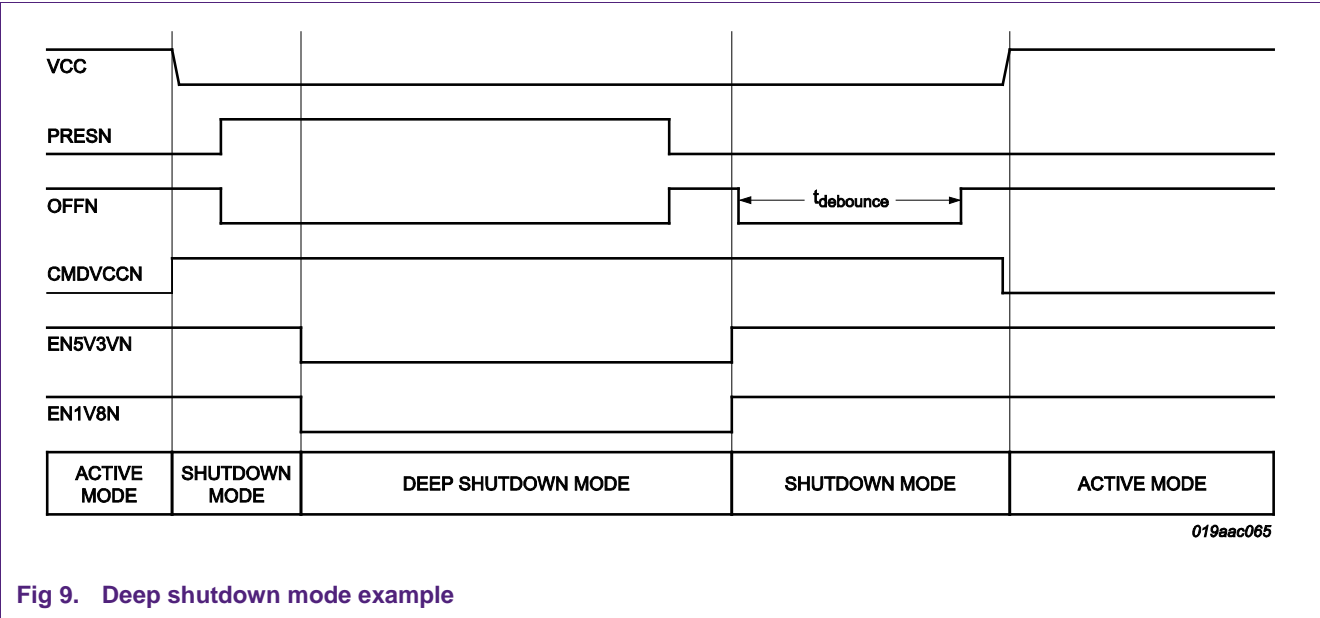 VCC
PRESN
OFFN
tdebounce
CMDVCCN
EN5V3VN
EN1V8N
ACTIVE
MODE
SHUTDOWN
MODE
DEEP SHUTDOWN MODE
SHUTDOWN MODE
ACTIVE MODE
019aac065
Fig 9. Deep shutdown mode example